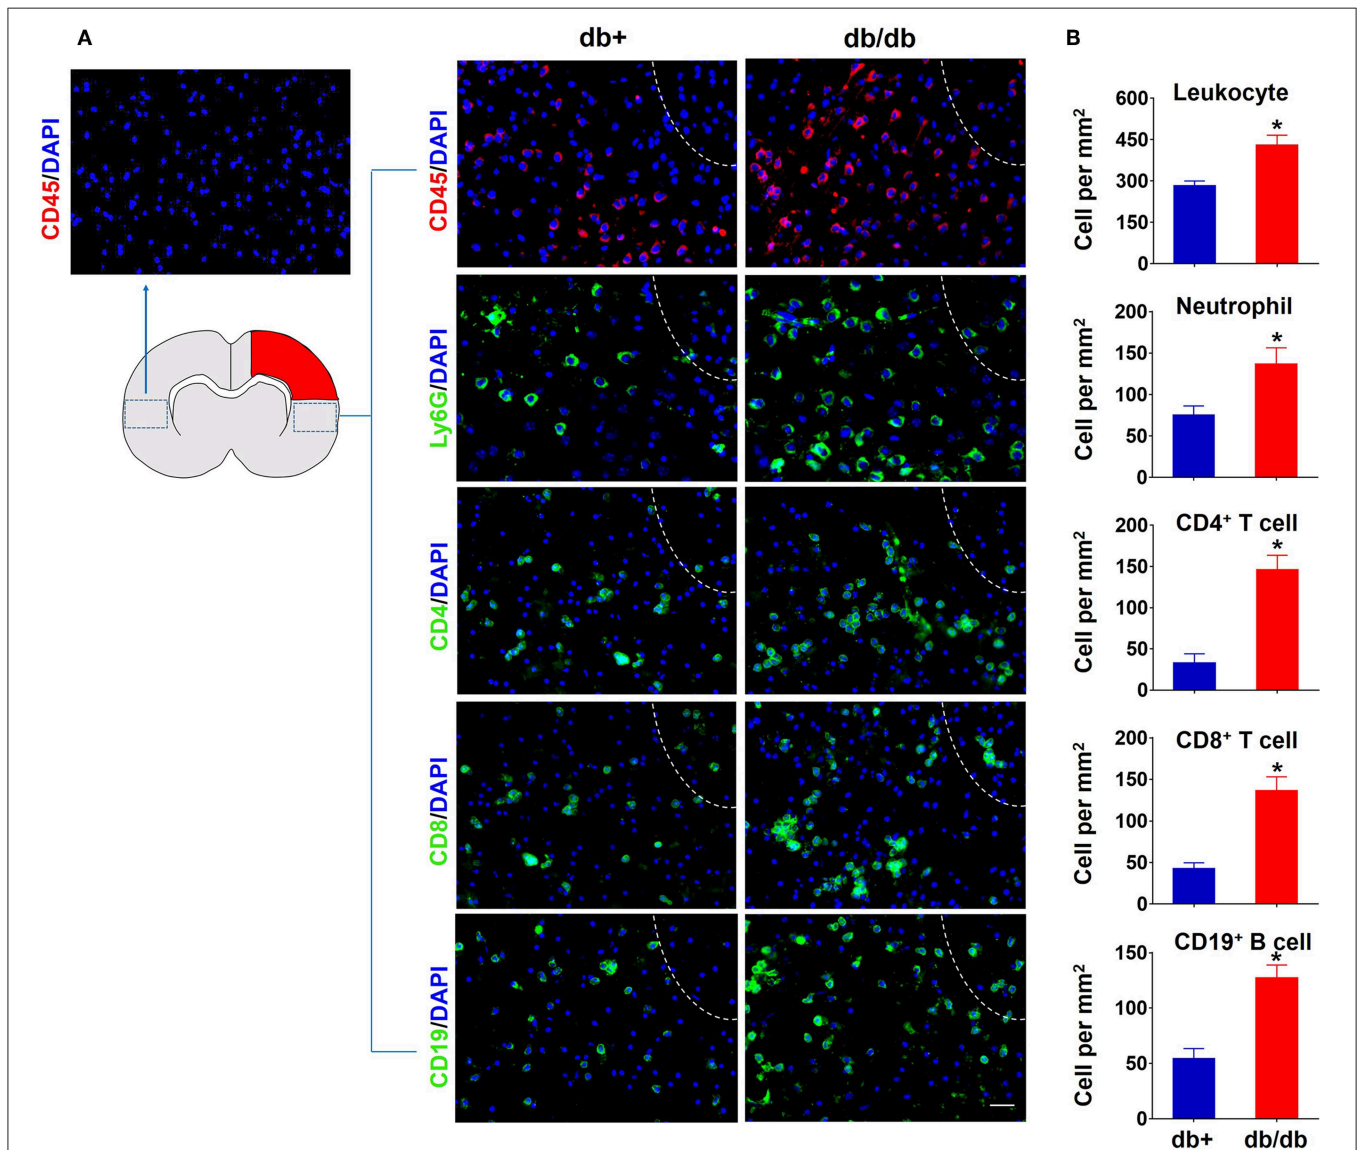 A
db+
db/db
B
CD45/DAPI
CD45/DAPI
Leukocyte
Cell per mm²
600
450
300
150
0
*
Ly6G/DAPI
Neutrophil
Cell per mm²
200
150
100
50
0
*
CD4/DAPI
CD4⁺ T cell
Cell per mm²
200
150
100
50
0
*
CD8/DAPI
CD8⁺ T cell
Cell per mm²
200
150
100
50
0
*
CD19/DAPI
CD19⁺ B cell
Cell per mm²
150
100
50
0
*
db+
db/db